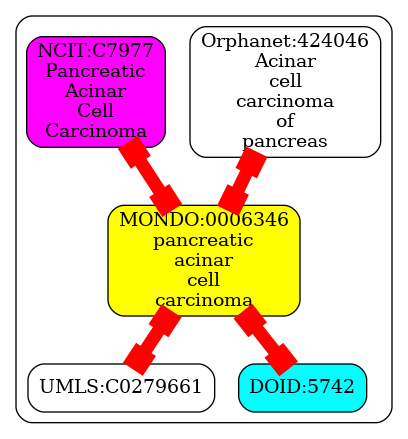 NCIT:C7977
Pancreatic
Acinar
Cell
Carcinoma
Orphanet:424046
Acinar
cell
carcinoma
of
pancreas
MONDO:0006346
pancreatic
acinar
cell
carcinoma
UMLS:C0279661
DOID:5742